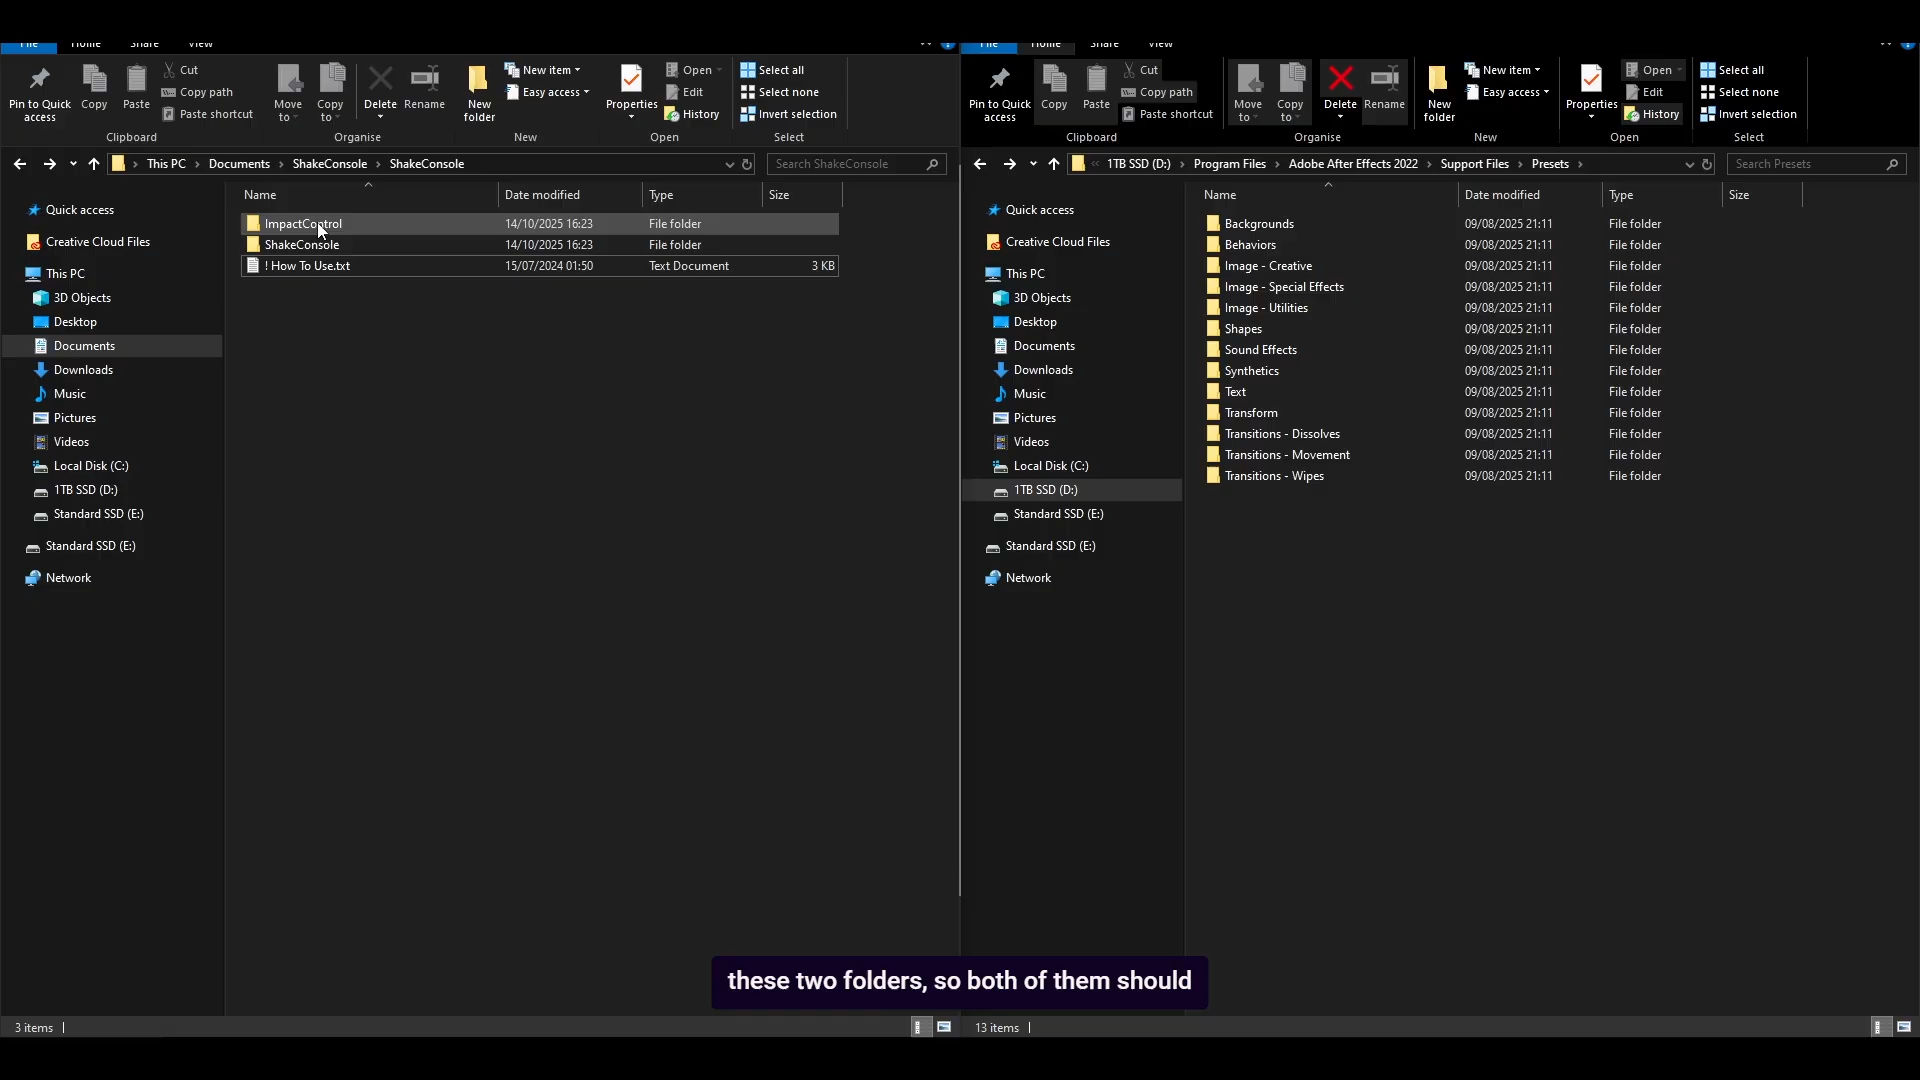 File Home Share View
Pin to Quick access
Copy
Paste
Cut
Copy path
Paste shortcut
Clipboard
Move to
Copy to
Delete
Rename
Organise
New folder
New item
Easy access
New
Properties
Open
Edit
History
Open
Select all
Select none
Invert selection
Select
This PC > Documents > ShakeConsole > ShakeConsole
Search ShakeConsole
Name Date modified Type Size
ImpactControl 14/10/2025 16:23 File folder
ShakeConsole 14/10/2025 16:23 File folder
! How To Use.txt 15/07/2024 01:50 Text Document 3 KB
Quick access
Creative Cloud Files
This PC
3D Objects
Desktop
Documents
Downloads
Music
Pictures
Videos
Local Disk (C:)
1TB SSD (D:)
Standard SSD (E:)
Standard SSD (E:)
Network
3 items
File Home Share View
Pin to Quick access
Copy
Paste
Cut
Copy path
Paste shortcut
Clipboard
Move to
Copy to
Delete
Rename
Organise
New folder
New item
Easy access
New
Properties
Open
Edit
History
Open
Select all
Select none
Invert selection
Select
« 1TB SSD (D:) > Program Files > Adobe After Effects 2022 > Support Files > Presets >
Search Presets
Name Date modified Type Size
Backgrounds 09/08/2025 21:11 File folder
Behaviors 09/08/2025 21:11 File folder
Image - Creative 09/08/2025 21:11 File folder
Image - Special Effects 09/08/2025 21:11 File folder
Image - Utilities 09/08/2025 21:11 File folder
Shapes 09/08/2025 21:11 File folder
Sound Effects 09/08/2025 21:11 File folder
Synthetics 09/08/2025 21:11 File folder
Text 09/08/2025 21:11 File folder
Transform 09/08/2025 21:11 File folder
Transitions - Dissolves 09/08/2025 21:11 File folder
Transitions - Movement 09/08/2025 21:11 File folder
Transitions - Wipes 09/08/2025 21:11 File folder
Quick access
Creative Cloud Files
This PC
3D Objects
Desktop
Documents
Downloads
Music
Pictures
Videos
Local Disk (C:)
1TB SSD (D:)
Standard SSD (E:)
Standard SSD (E:)
Network
13 items
these two folders, so both of them should